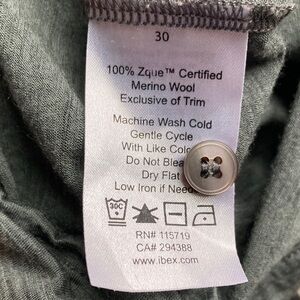 30
100% Zque™ Certified
Merino Wool
Exclusive of Trim
Machine Wash Cold
Gentle Cycle
With Like
Do Not
Dry Flat
Low Iron if
30C
RN# 115719
CA# 294388
www.ibex.com